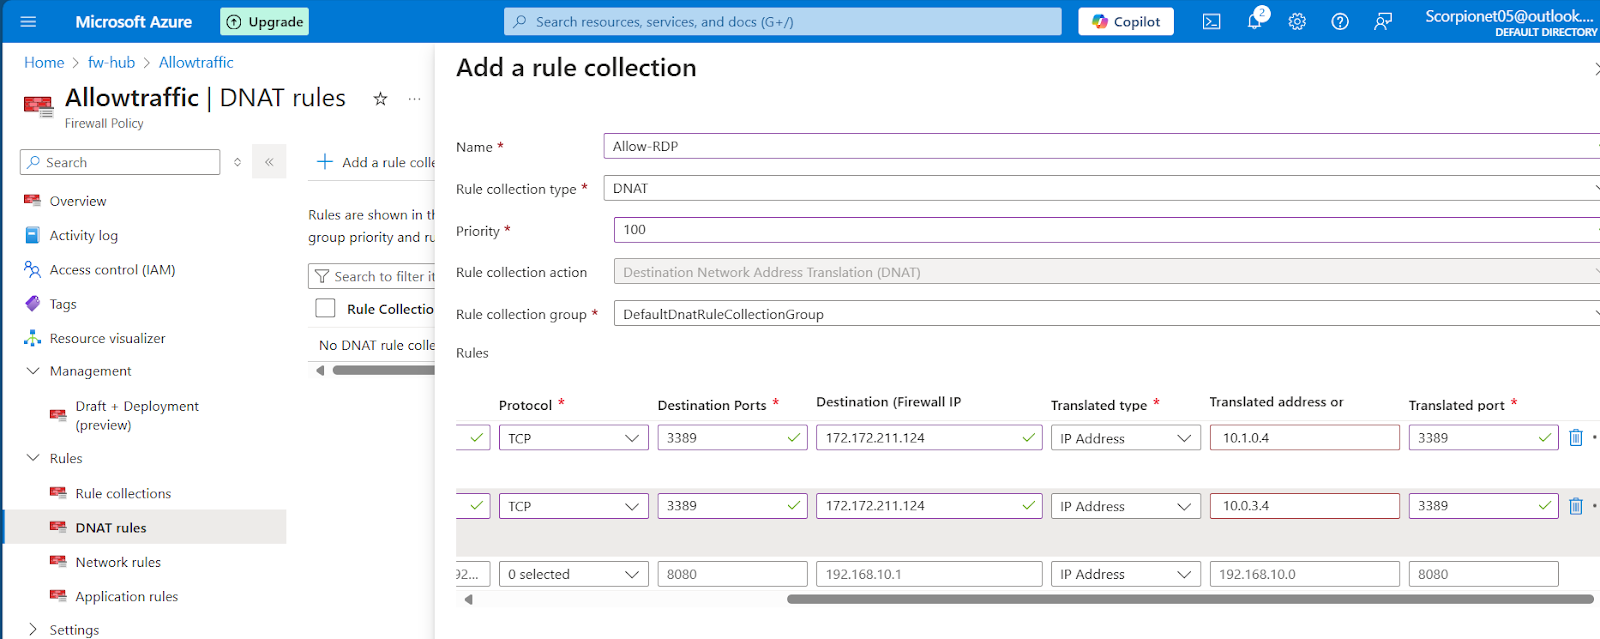 Microsoft Azure
Upgrade
Search resources, services, and docs (G+/)
Copilot
2
Scorpionet05@outlook....
DEFAULT DIRECTORY
Home > fw-hub > Allowtraffic
Allowtraffic | DNAT rules
Firewall Policy
Search
«
Overview
Activity log
Access control (IAM)
Tags
Resource visualizer
Management
Draft + Deployment
(preview)
Rules
Rule collections
DNAT rules
Network rules
Application rules
Settings
+ Add a rule colle
Rules are shown in th
group priority and ru
Search to filter it
Rule Collectio
No DNAT rule colle
Add a rule collection
Name * Allow-RDP
Rule collection type * DNAT
Priority * 100
Rule collection action Destination Network Address Translation (DNAT)
Rule collection group * DefaultDnatRuleCollectionGroup
Rules
Protocol * Destination Ports * Destination (Firewall IP Translated type * Translated address or Translated port *
TCP 3389 172.172.211.124 IP Address 10.1.0.4 3389
TCP 3389 172.172.211.124 IP Address 10.0.3.4 3389
92... 0 selected 8080 192.168.10.1 IP Address 192.168.10.0 8080